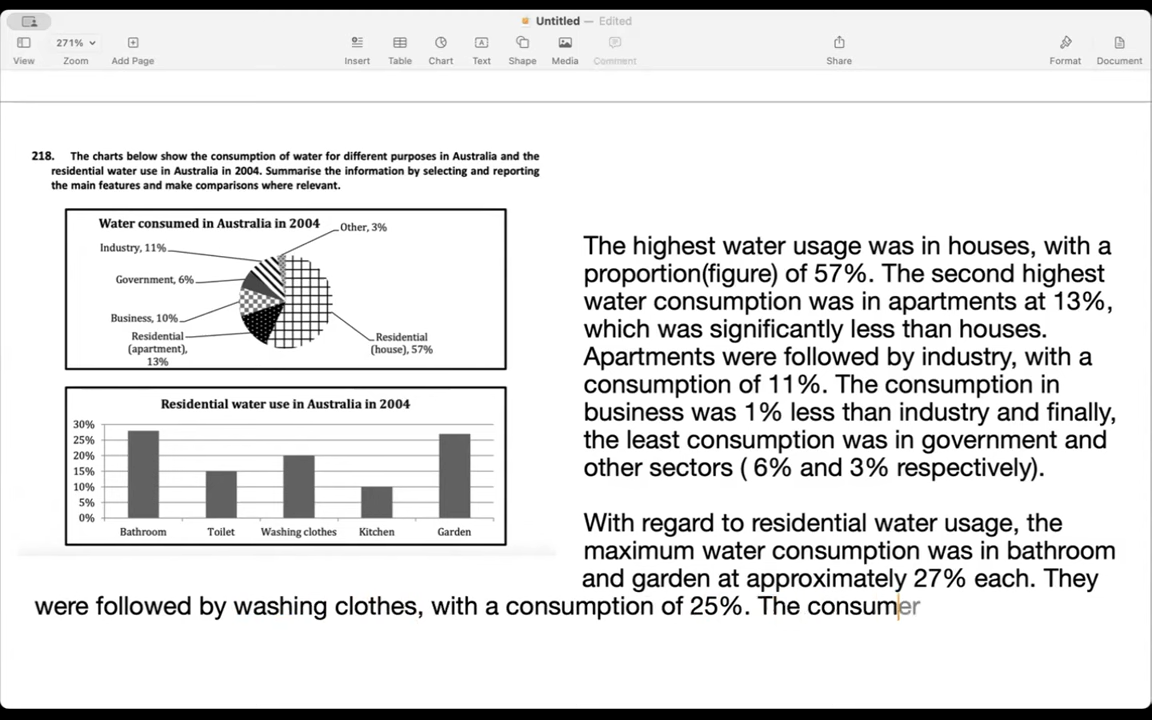 Untitled — Edited
271%
View Zoom Add Page Insert Table Chart Text Shape Media Comment Share Format Document
218. The charts below show the consumption of water for different purposes in Australia and the
residential water use in Australia in 2004. Summarise the information by selecting and reporting
the main features and make comparisons where relevant.
Water consumed in Australia in 2004
Other, 3%
Industry, 11%
Government, 6%
Business, 10%
Residential
(apartment),
13%
Residential
(house), 57%
Residential water use in Australia in 2004
30%
25%
20%
15%
10%
5%
0%
Bathroom Toilet Washing clothes Kitchen Garden
The highest water usage was in houses, with a
proportion(figure) of 57%. The second highest
water consumption was in apartments at 13%,
which was significantly less than houses.
Apartments were followed by industry, with a
consumption of 11%. The consumption in
business was 1% less than industry and finally,
the least consumption was in government and
other sectors ( 6% and 3% respectively).
With regard to residential water usage, the
maximum water consumption was in bathroom
and garden at approximately 27% each. They
were followed by washing clothes, with a consumption of 25%. The consumer